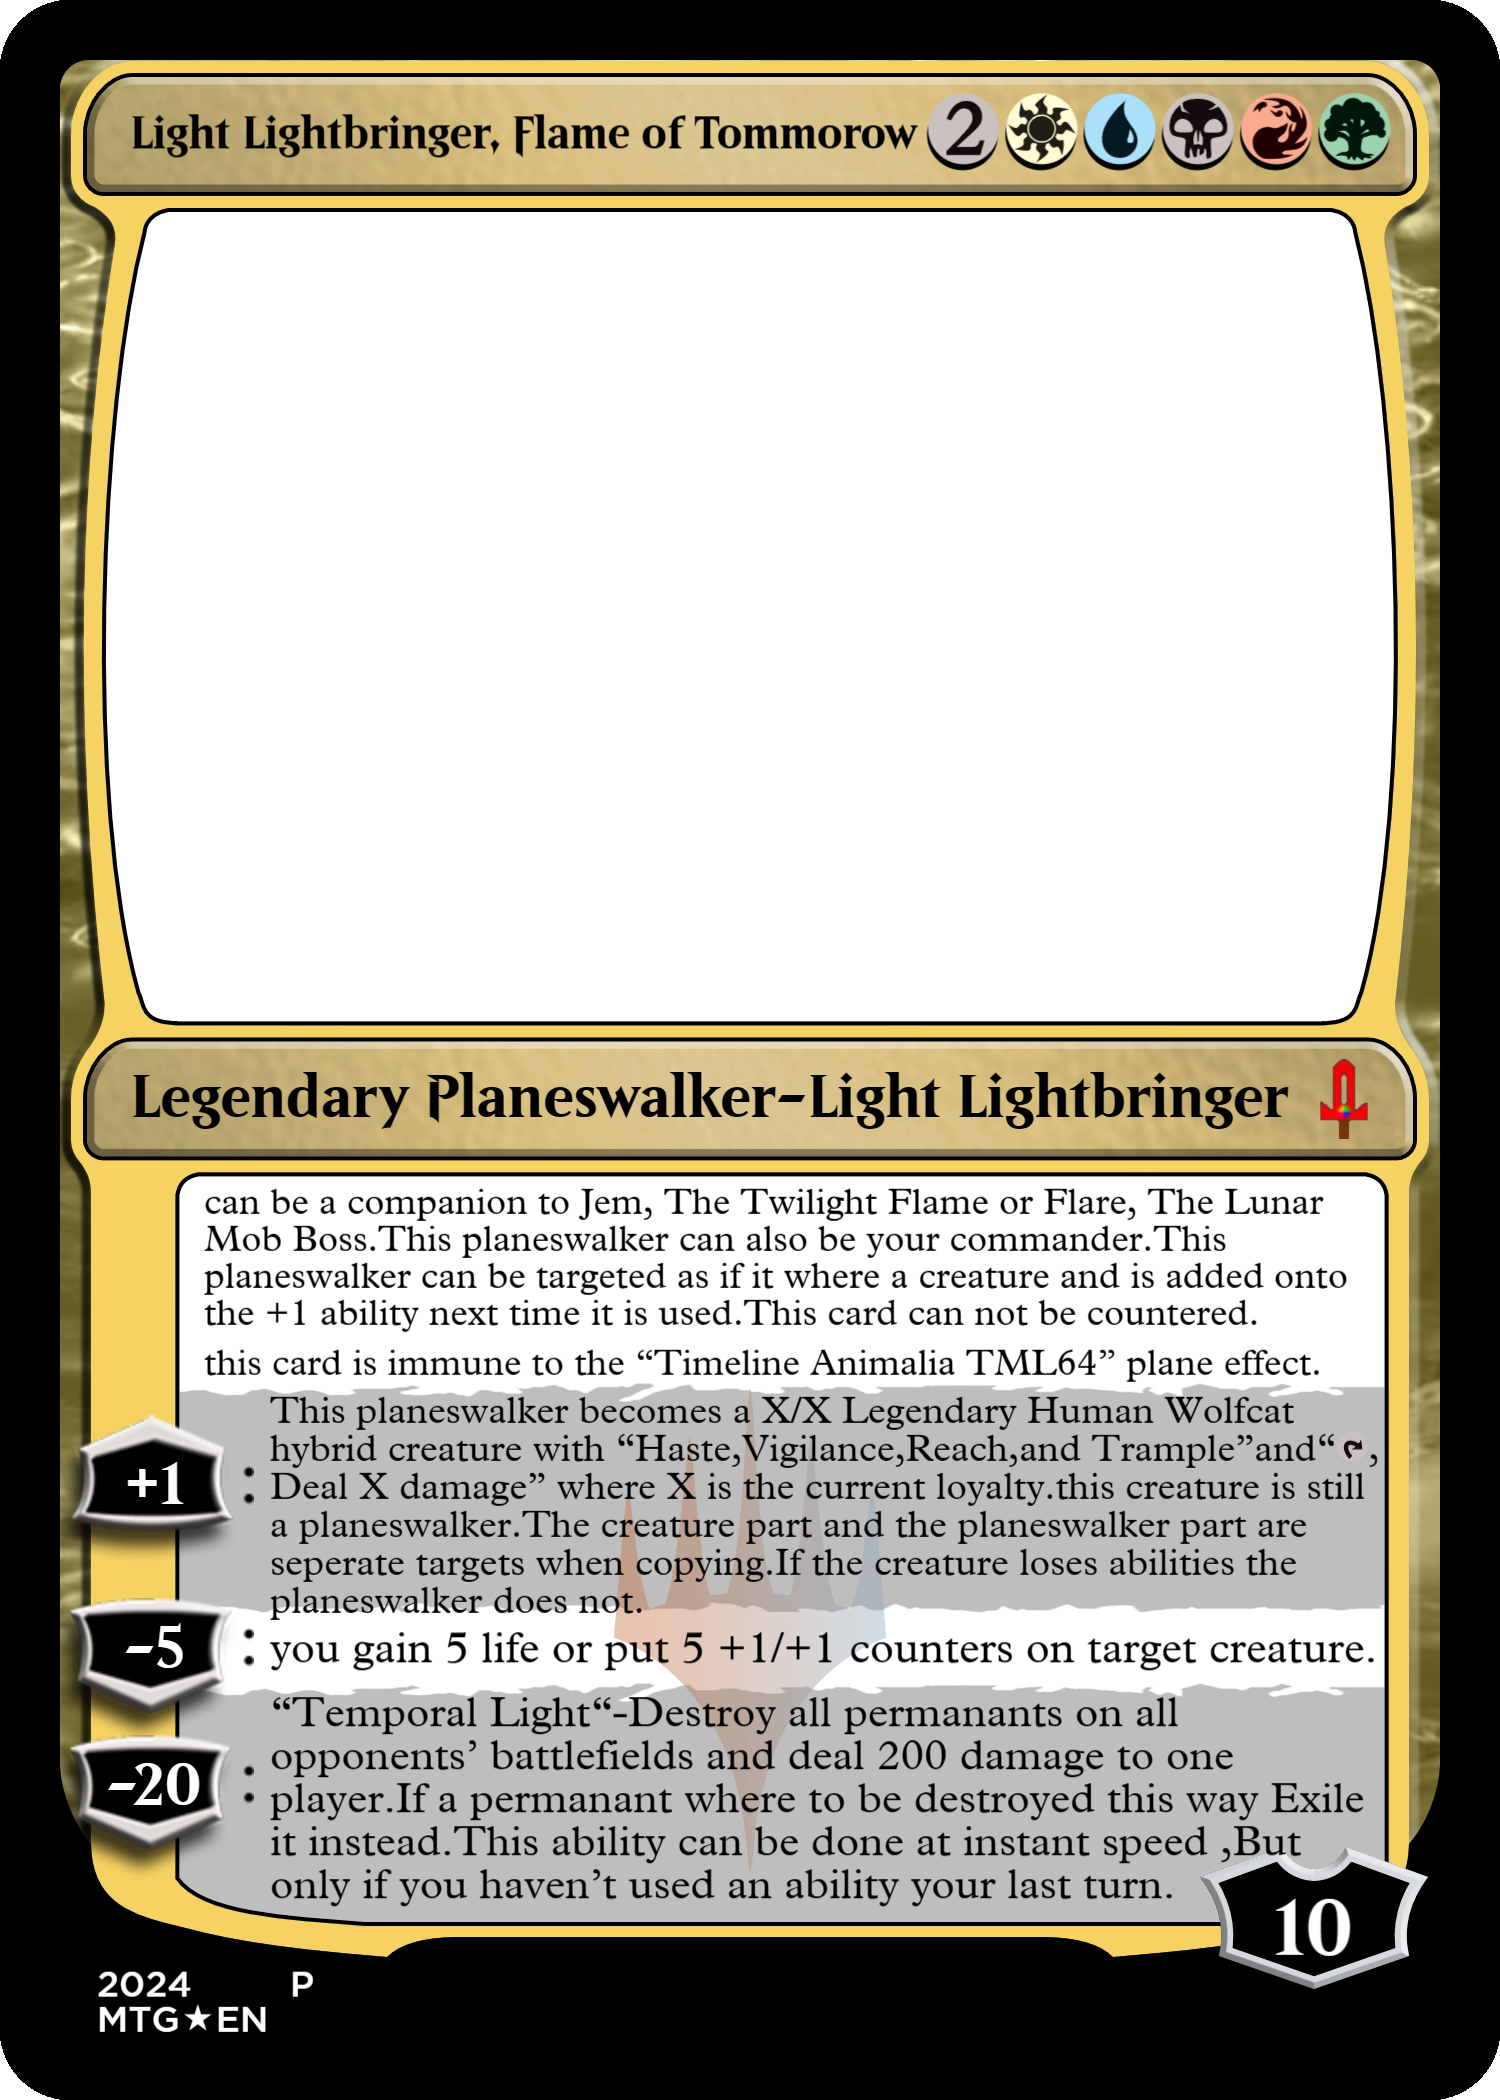 Light Lightbringer, Flame of Tommorow 2
Legendary Planeswalker-Light Lightbringer
can be a companion to Jem, The Twilight Flame or Flare, The Lunar
Mob Boss.This planeswalker can also be your commander.This
planeswalker can be targeted as if it where a creature and is added onto
the +1 ability next time it is used.This card can not be countered.
this card is immune to the “Timeline Animalia TML64” plane effect.
This planeswalker becomes a X/X Legendary Human Wolfcat
hybrid creature with “Haste,Vigilance,Reach,and Trample”and“ ,
+1 : Deal X damage” where X is the current loyalty.this creature is still
a planeswalker.The creature part and the planeswalker part are
seperate targets when copying.If the creature loses abilities the
planeswalker does not.
-5 : you gain 5 life or put 5 +1/+1 counters on target creature.
“Temporal Light“-Destroy all permanants on all
opponents’ battlefields and deal 200 damage to one
-20 : player.If a permanant where to be destroyed this way Exile
it instead.This ability can be done at instant speed ,But
only if you haven’t used an ability your last turn.
10
2024 P
MTG★EN